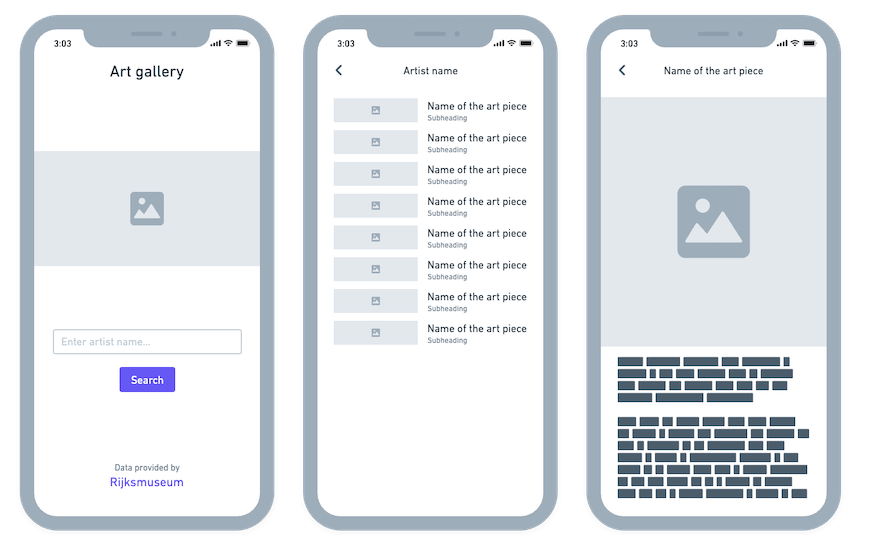 3:03
Art gallery
Enter artist name...
Search
Data provided by
Rijksmuseum
3:03
Artist name
Name of the art piece
Subheading
Name of the art piece
Subheading
Name of the art piece
Subheading
Name of the art piece
Subheading
Name of the art piece
Subheading
Name of the art piece
Subheading
Name of the art piece
Subheading
Name of the art piece
Subheading
3:03
Name of the art piece